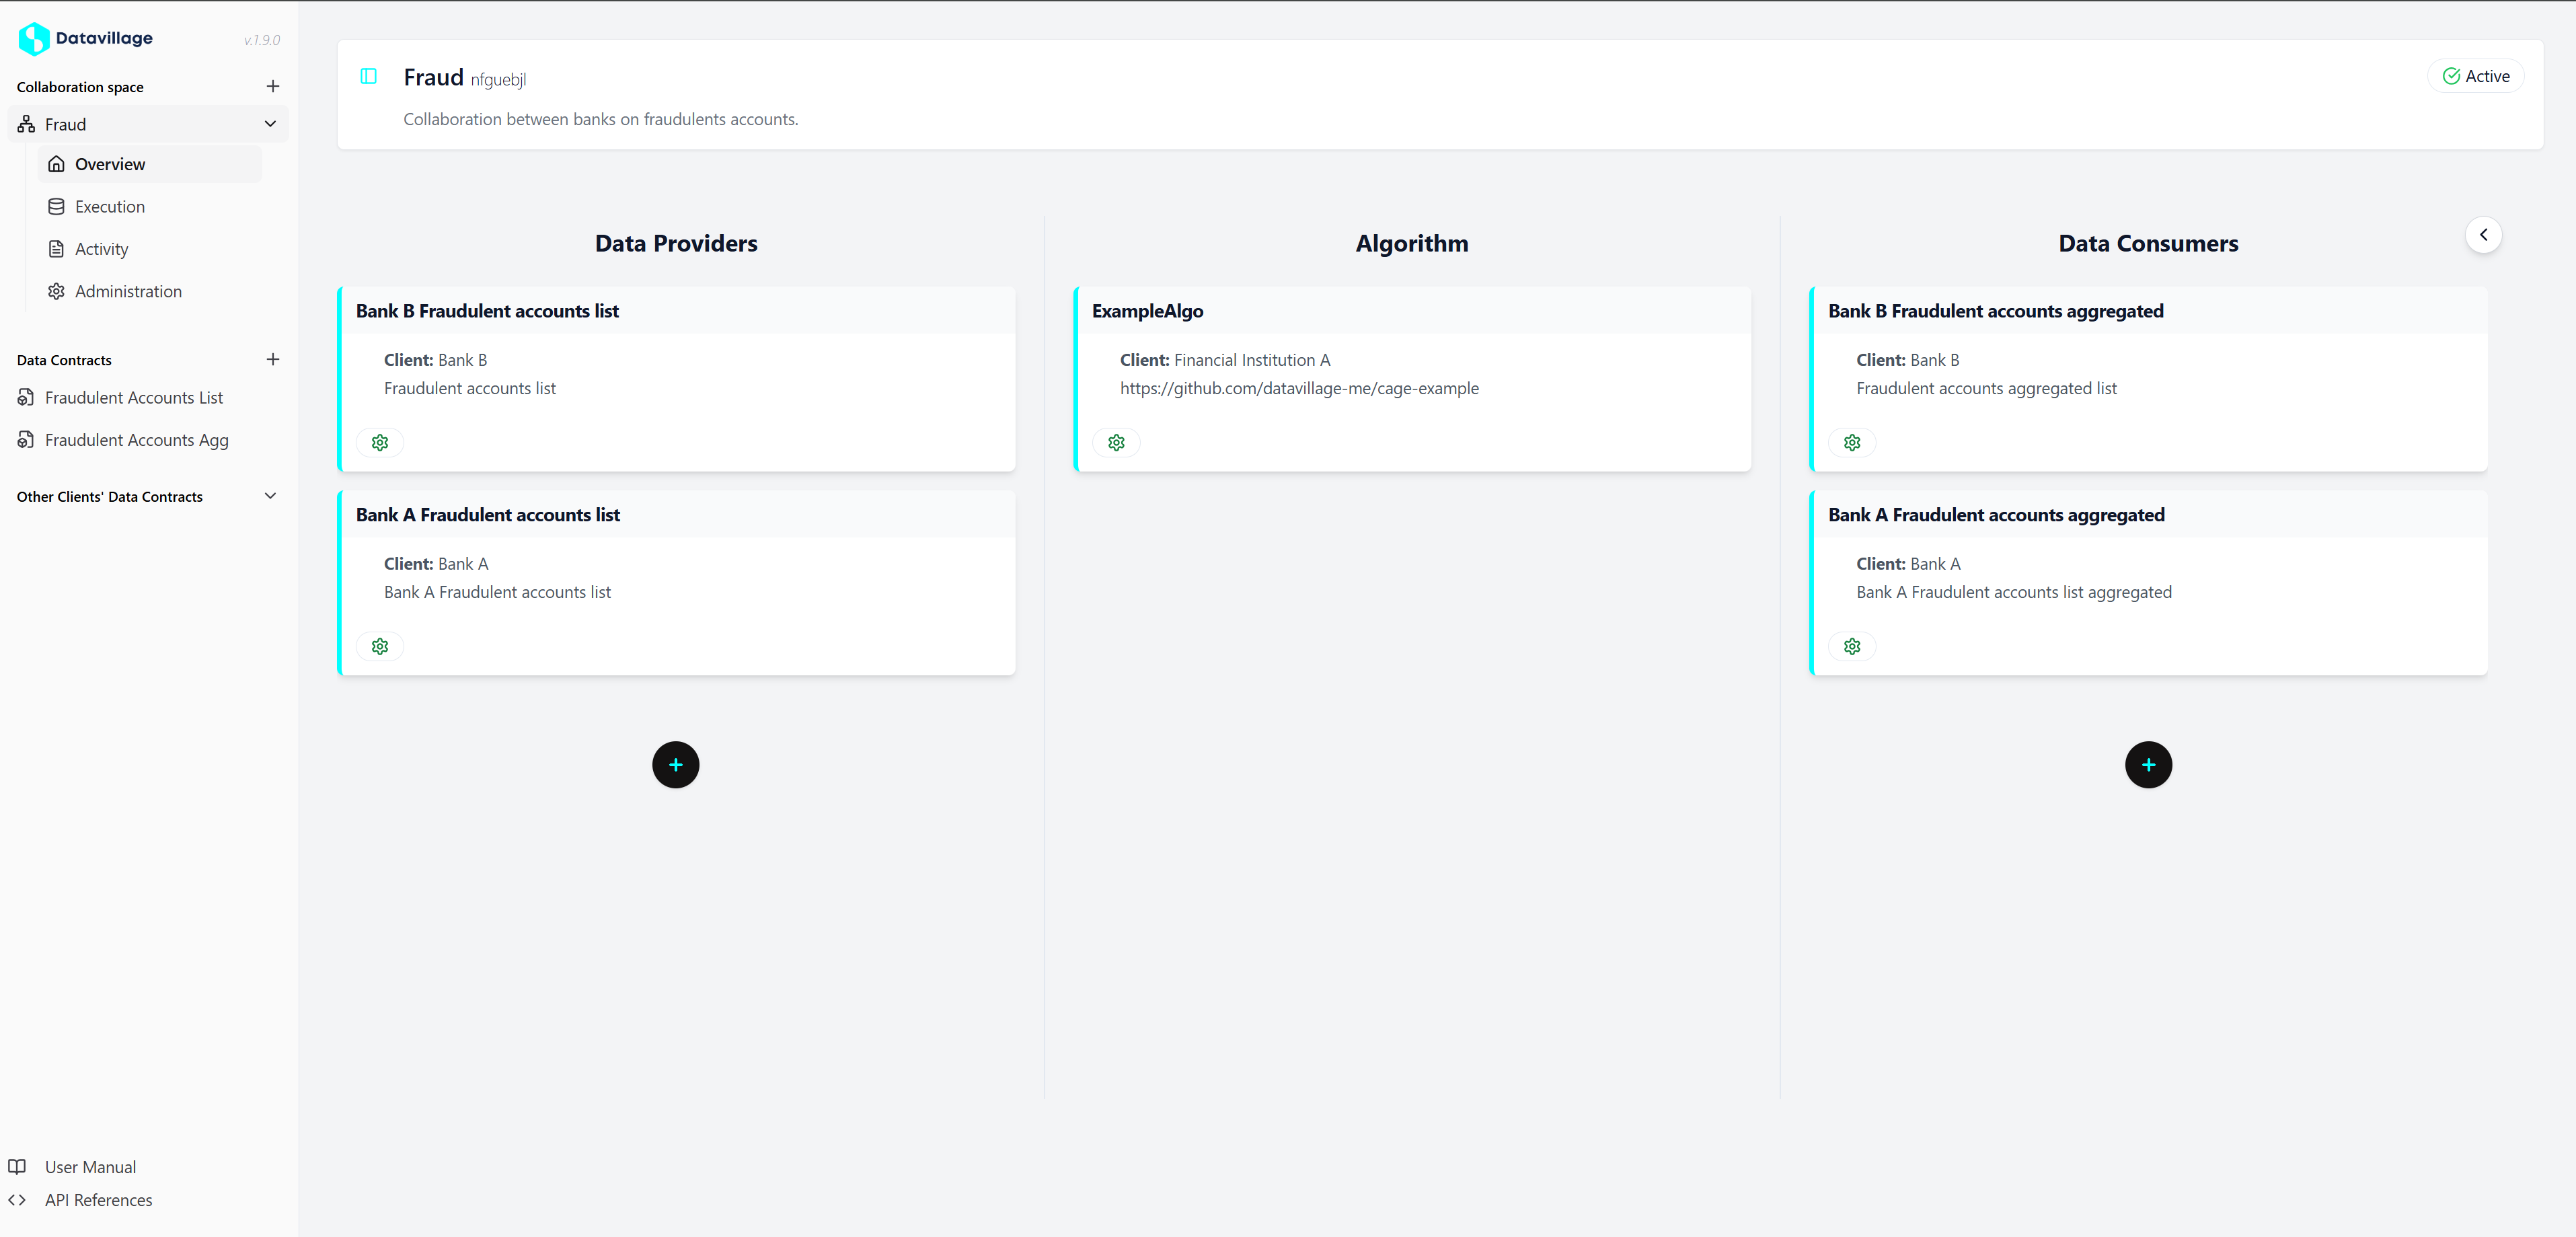 Datavillage
v.1.9.0
Collaboration space
Fraud
Overview
Execution
Activity
Administration
Data Contracts
Fraudulent Accounts List
Fraudulent Accounts Agg
Other Clients' Data Contracts
User Manual
API References
Fraud nfguebjl
Active
Collaboration between banks on fraudulents accounts.
Data Providers
Bank B Fraudulent accounts list
Client: Bank B
Fraudulent accounts list
Bank A Fraudulent accounts list
Client: Bank A
Bank A Fraudulent accounts list
Algorithm
ExampleAlgo
Client: Financial Institution A
https://github.com/datavillage-me/cage-example
Data Consumers
Bank B Fraudulent accounts aggregated
Client: Bank B
Fraudulent accounts aggregated list
Bank A Fraudulent accounts aggregated
Client: Bank A
Bank A Fraudulent accounts list aggregated